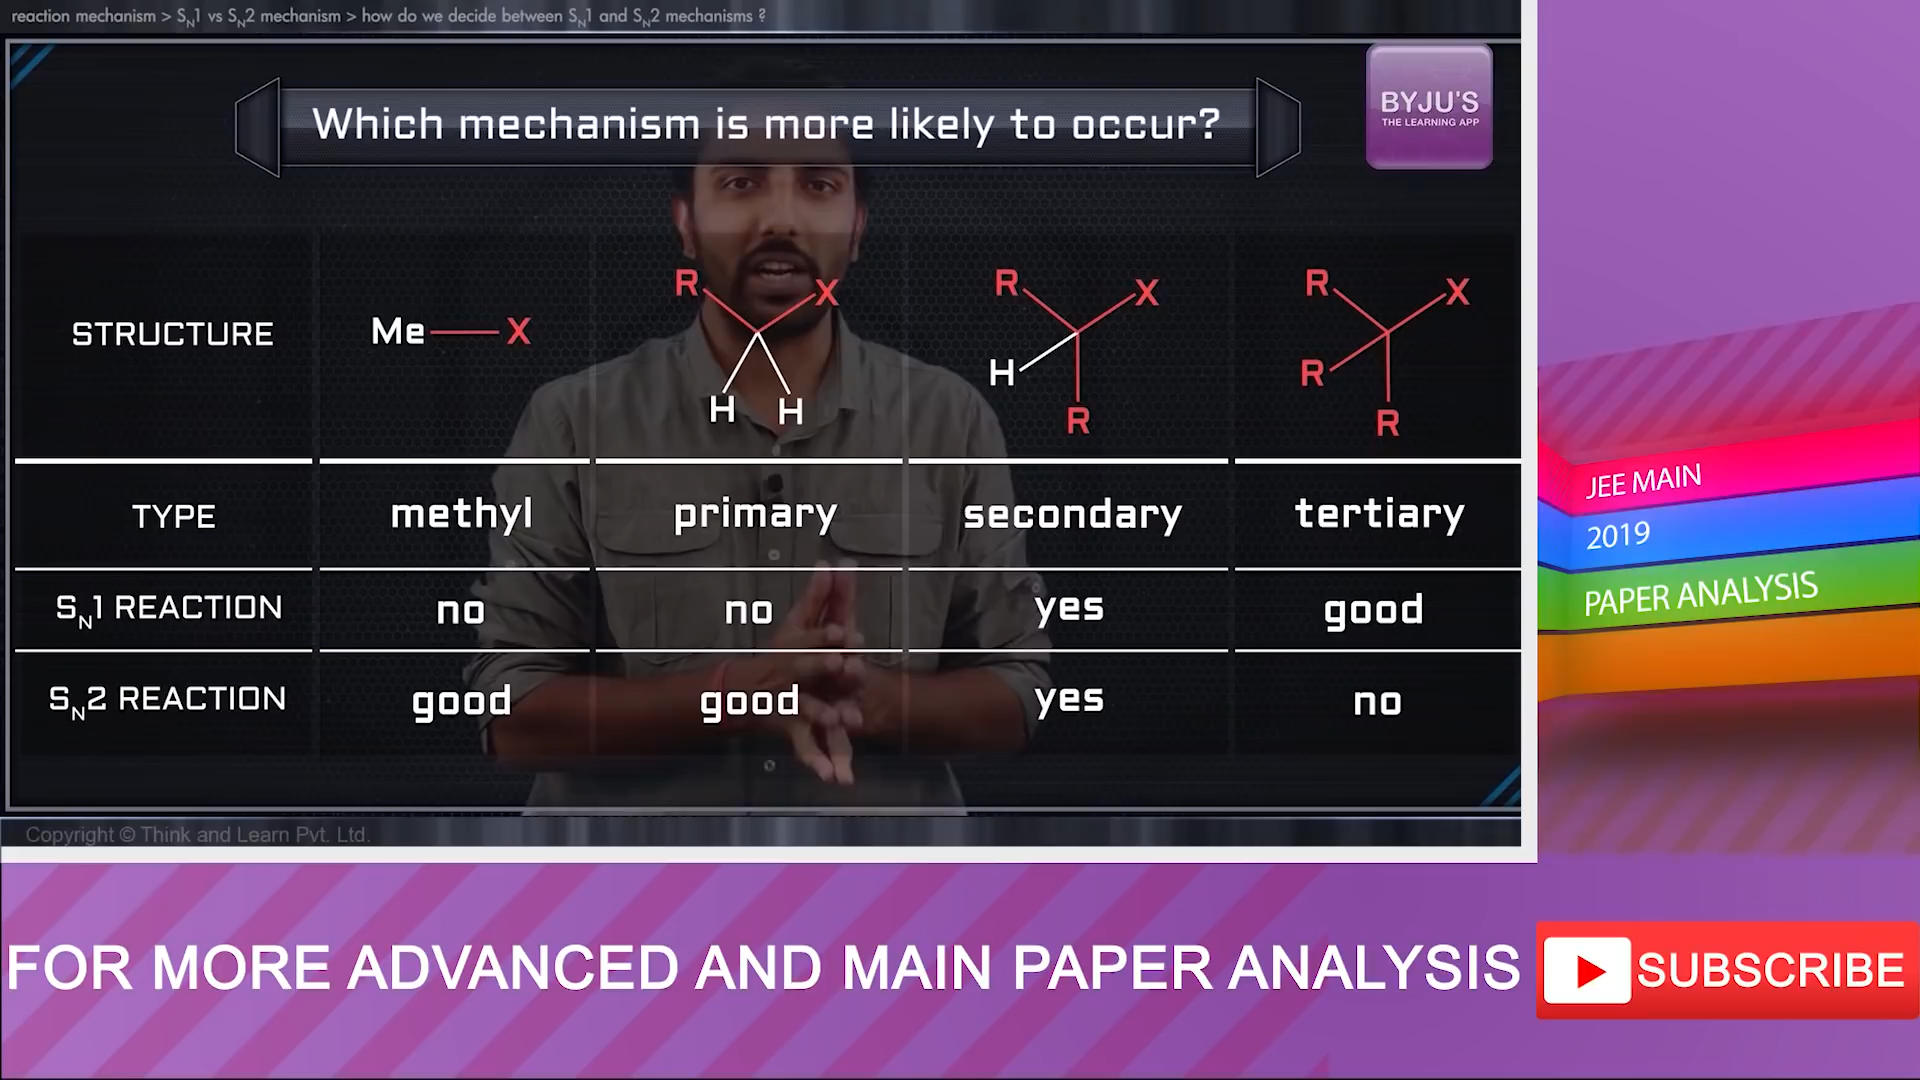 reaction mechanism > SN1 vs SN2 mechanism > how do we decide between SN1 and SN2 mechanisms ?
Which mechanism is more likely to occur?
BYJU'S
THE LEARNING APP
STRUCTURE
Me X
R X H H
R X H R
R X R R
TYPE methyl primary secondary tertiary
SN1 REACTION no no yes good
SN2 REACTION good good yes no
Copyright © Think and Learn Pvt. Ltd.
JEE MAIN
2019
PAPER ANALYSIS
FOR MORE ADVANCED AND MAIN PAPER ANALYSIS
SUBSCRIBE